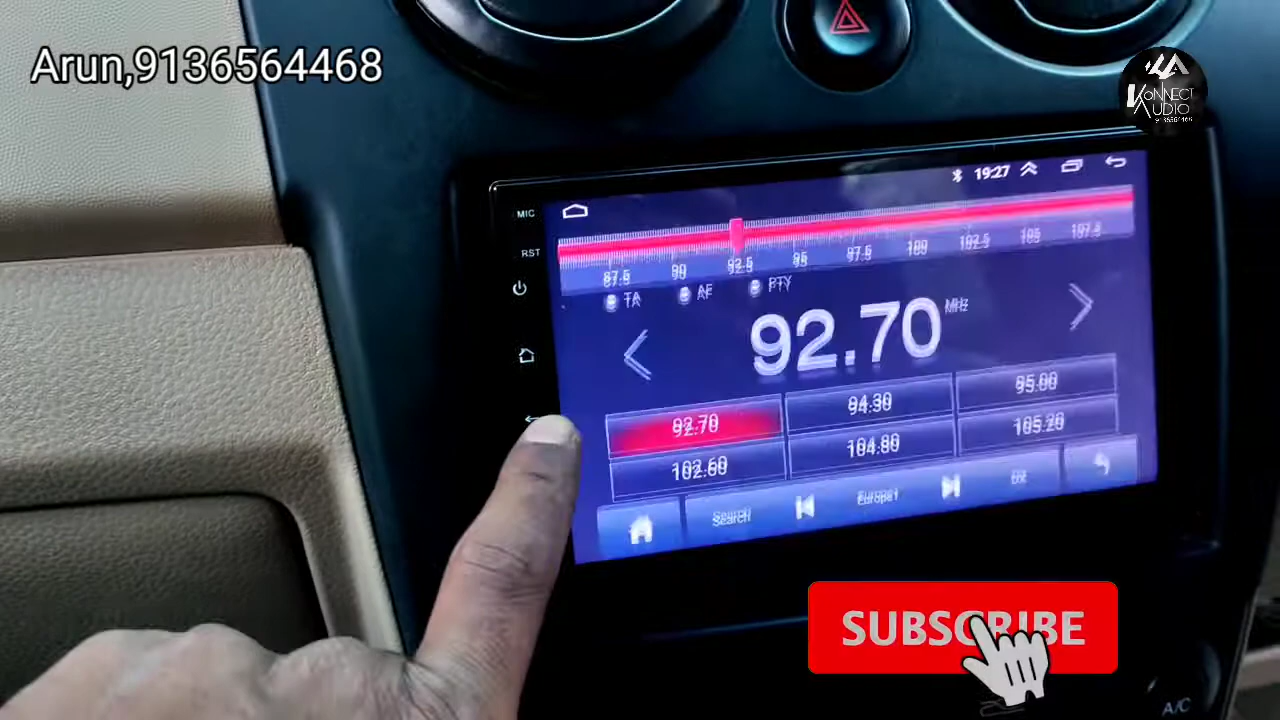 Arun,9136564468
KONNECT
AUDIO
MIC
19:27
RST
87.5 90 92.5 95 97.5 100 102.5 105 107.5
TA AF PTY
92.70 MHz
92.70 94.30 95.00
102.60 104.80 105.20
Search Europe1 DX
SUBSCRIBE
A/C